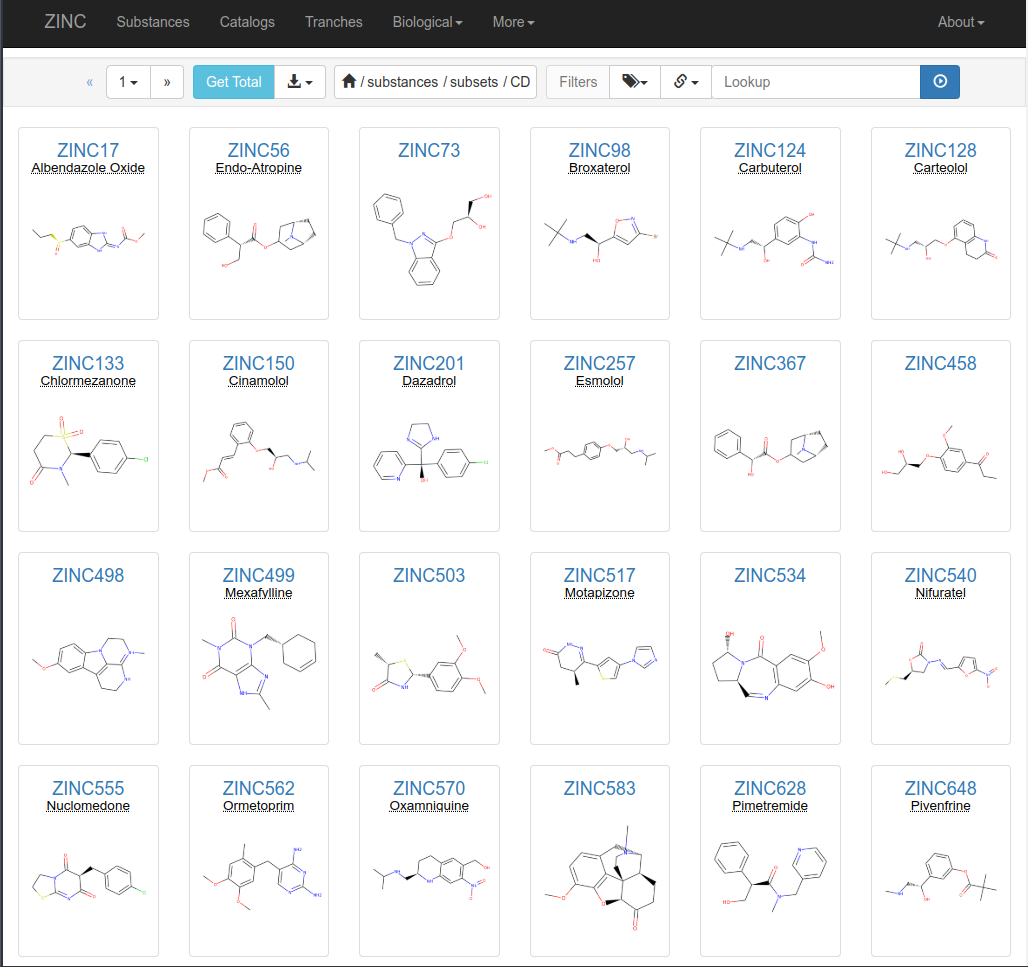 ZINC Substances Catalogs Tranches Biological More About
« 1 » Get Total / substances / subsets / CD Filters Lookup
ZINC17 ZINC56 ZINC73 ZINC98 ZINC124 ZINC128
Albendazole Oxide Endo-Atropine Broxaterol Carbuterol Carteolol
ZINC133 ZINC150 ZINC201 ZINC257 ZINC367 ZINC458
Chlormezanone Cinamolol Dazadrol Esmolol
ZINC498 ZINC499 ZINC503 ZINC517 ZINC534 ZINC540
Mexafylline Motapizone Nifuratel
ZINC555 ZINC562 ZINC570 ZINC583 ZINC628 ZINC648
Nuclomedone Ormetoprim Oxamniquine Pimetremide Pivenfrine